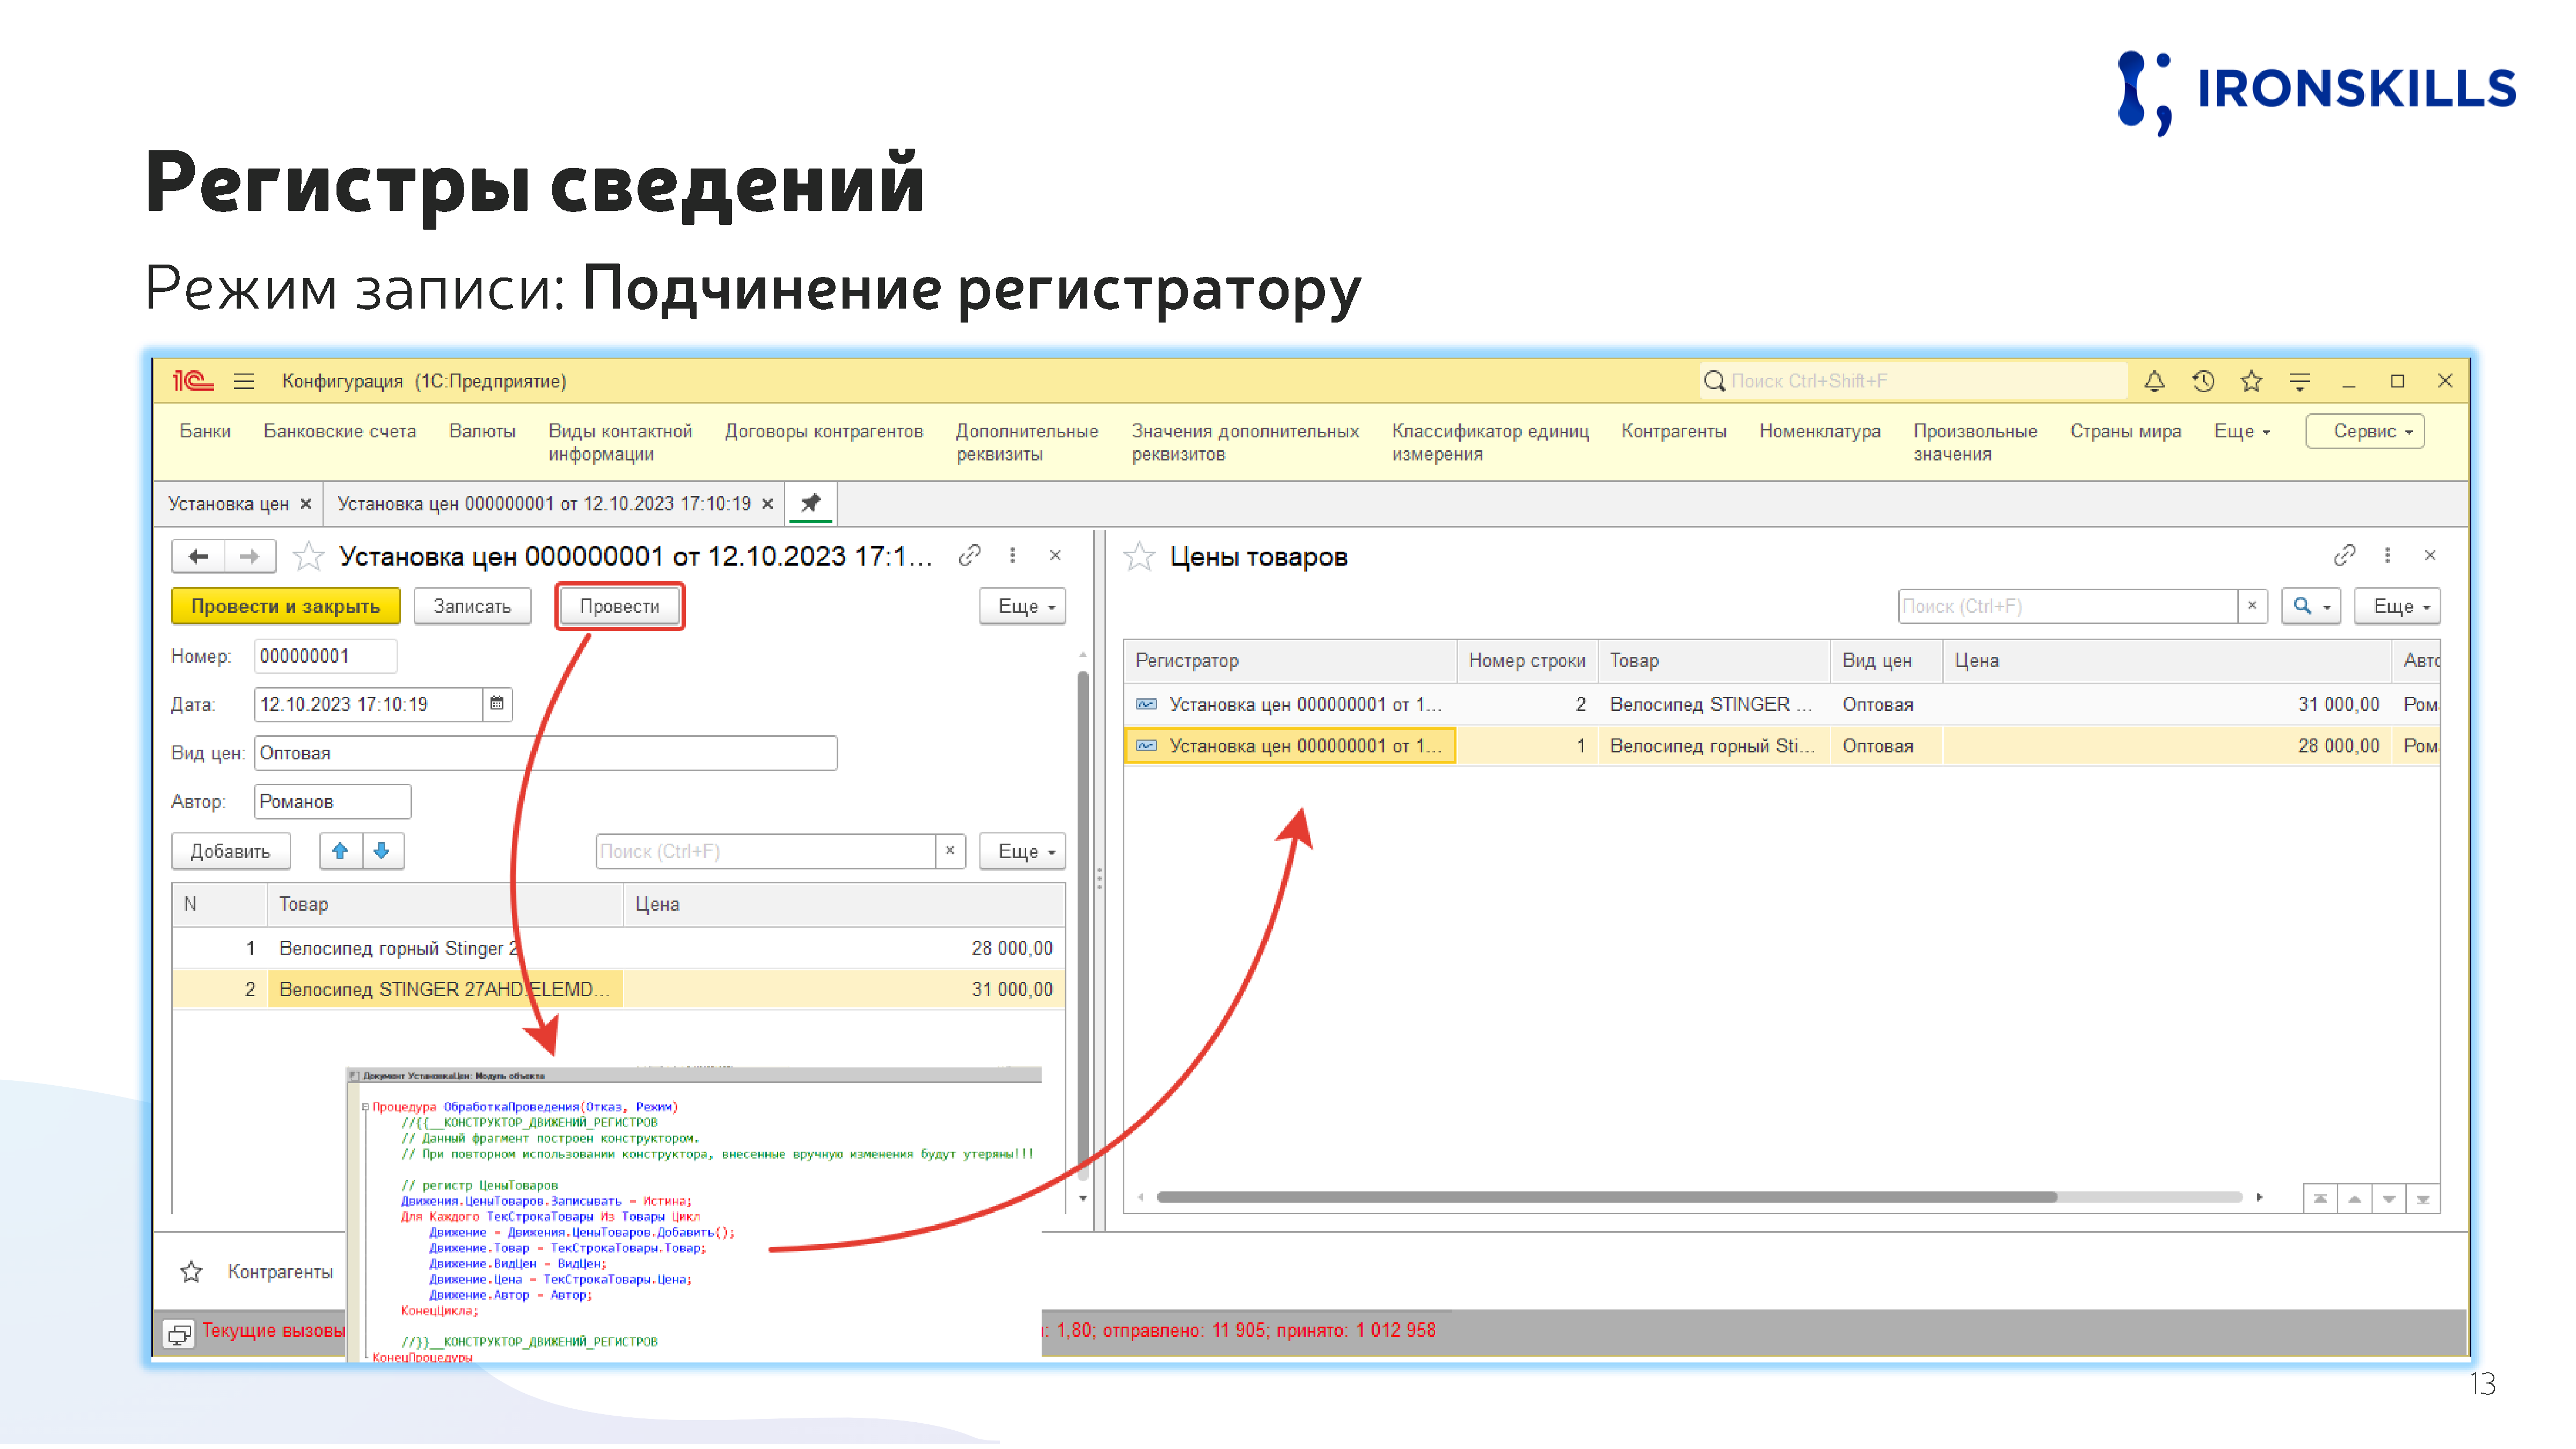 IRONSKILLS
Регистры сведений
Режим записи: Подчинение регистратору
1С Конфигурация (1С:Предприятие) Поиск Ctrl+Shift+F
Банки Банковские счета Валюты Виды контактной информации Договоры контрагентов Дополнительные реквизиты Значения дополнительных реквизитов Классификатор единиц измерения Контрагенты Номенклатура Произвольные значения Страны мира Еще Сервис
Установка цен Установка цен 000000001 от 12.10.2023 17:10:19
Установка цен 000000001 от 12.10.2023 17:1...
Провести и закрыть Записать Провести Еще
Номер: 000000001
Дата: 12.10.2023 17:10:19
Вид цен: Оптовая
Автор: Романов
Добавить Поиск (Ctrl+F) Еще
N Товар Цена
1 Велосипед горный Stinger 2 28 000,00
2 Велосипед STINGER 27AHD.ELEMD... 31 000,00
Цены товаров
Поиск (Ctrl+F) Еще
Регистратор Номер строки Товар Вид цен Цена Авто
Установка цен 000000001 от 1... 2 Велосипед STINGER ... Оптовая 31 000,00 Ром
Установка цен 000000001 от 1... 1 Велосипед горный Sti... Оптовая 28 000,00 Ром
Документ УстановкаЦен: Модуль объекта
Процедура ОбработкаПроведения(Отказ, Режим)
//{{__КОНСТРУКТОР_ДВИЖЕНИЙ_РЕГИСТРОВ
// Данный фрагмент построен конструктором.
// При повторном использовании конструктора, внесенные вручную изменения будут утеряны!!!
// регистр ЦеныТоваров
Движения.ЦеныТоваров.Записывать = Истина;
Для Каждого ТекСтрокаТовары Из Товары Цикл
Движение = Движения.ЦеныТоваров.Добавить();
Движение.Товар = ТекСтрокаТовары.Товар;
Движение.ВидЦен = ВидЦен;
Движение.Цена = ТекСтрокаТовары.Цена;
Движение.Автор = Автор;
КонецЦикла;
//}}__КОНСТРУКТОР_ДВИЖЕНИЙ_РЕГИСТРОВ
КонецПроцедуры
Контрагенты
Текущие вызовы : 1,80; отправлено: 11 905; принято: 1 012 958
13